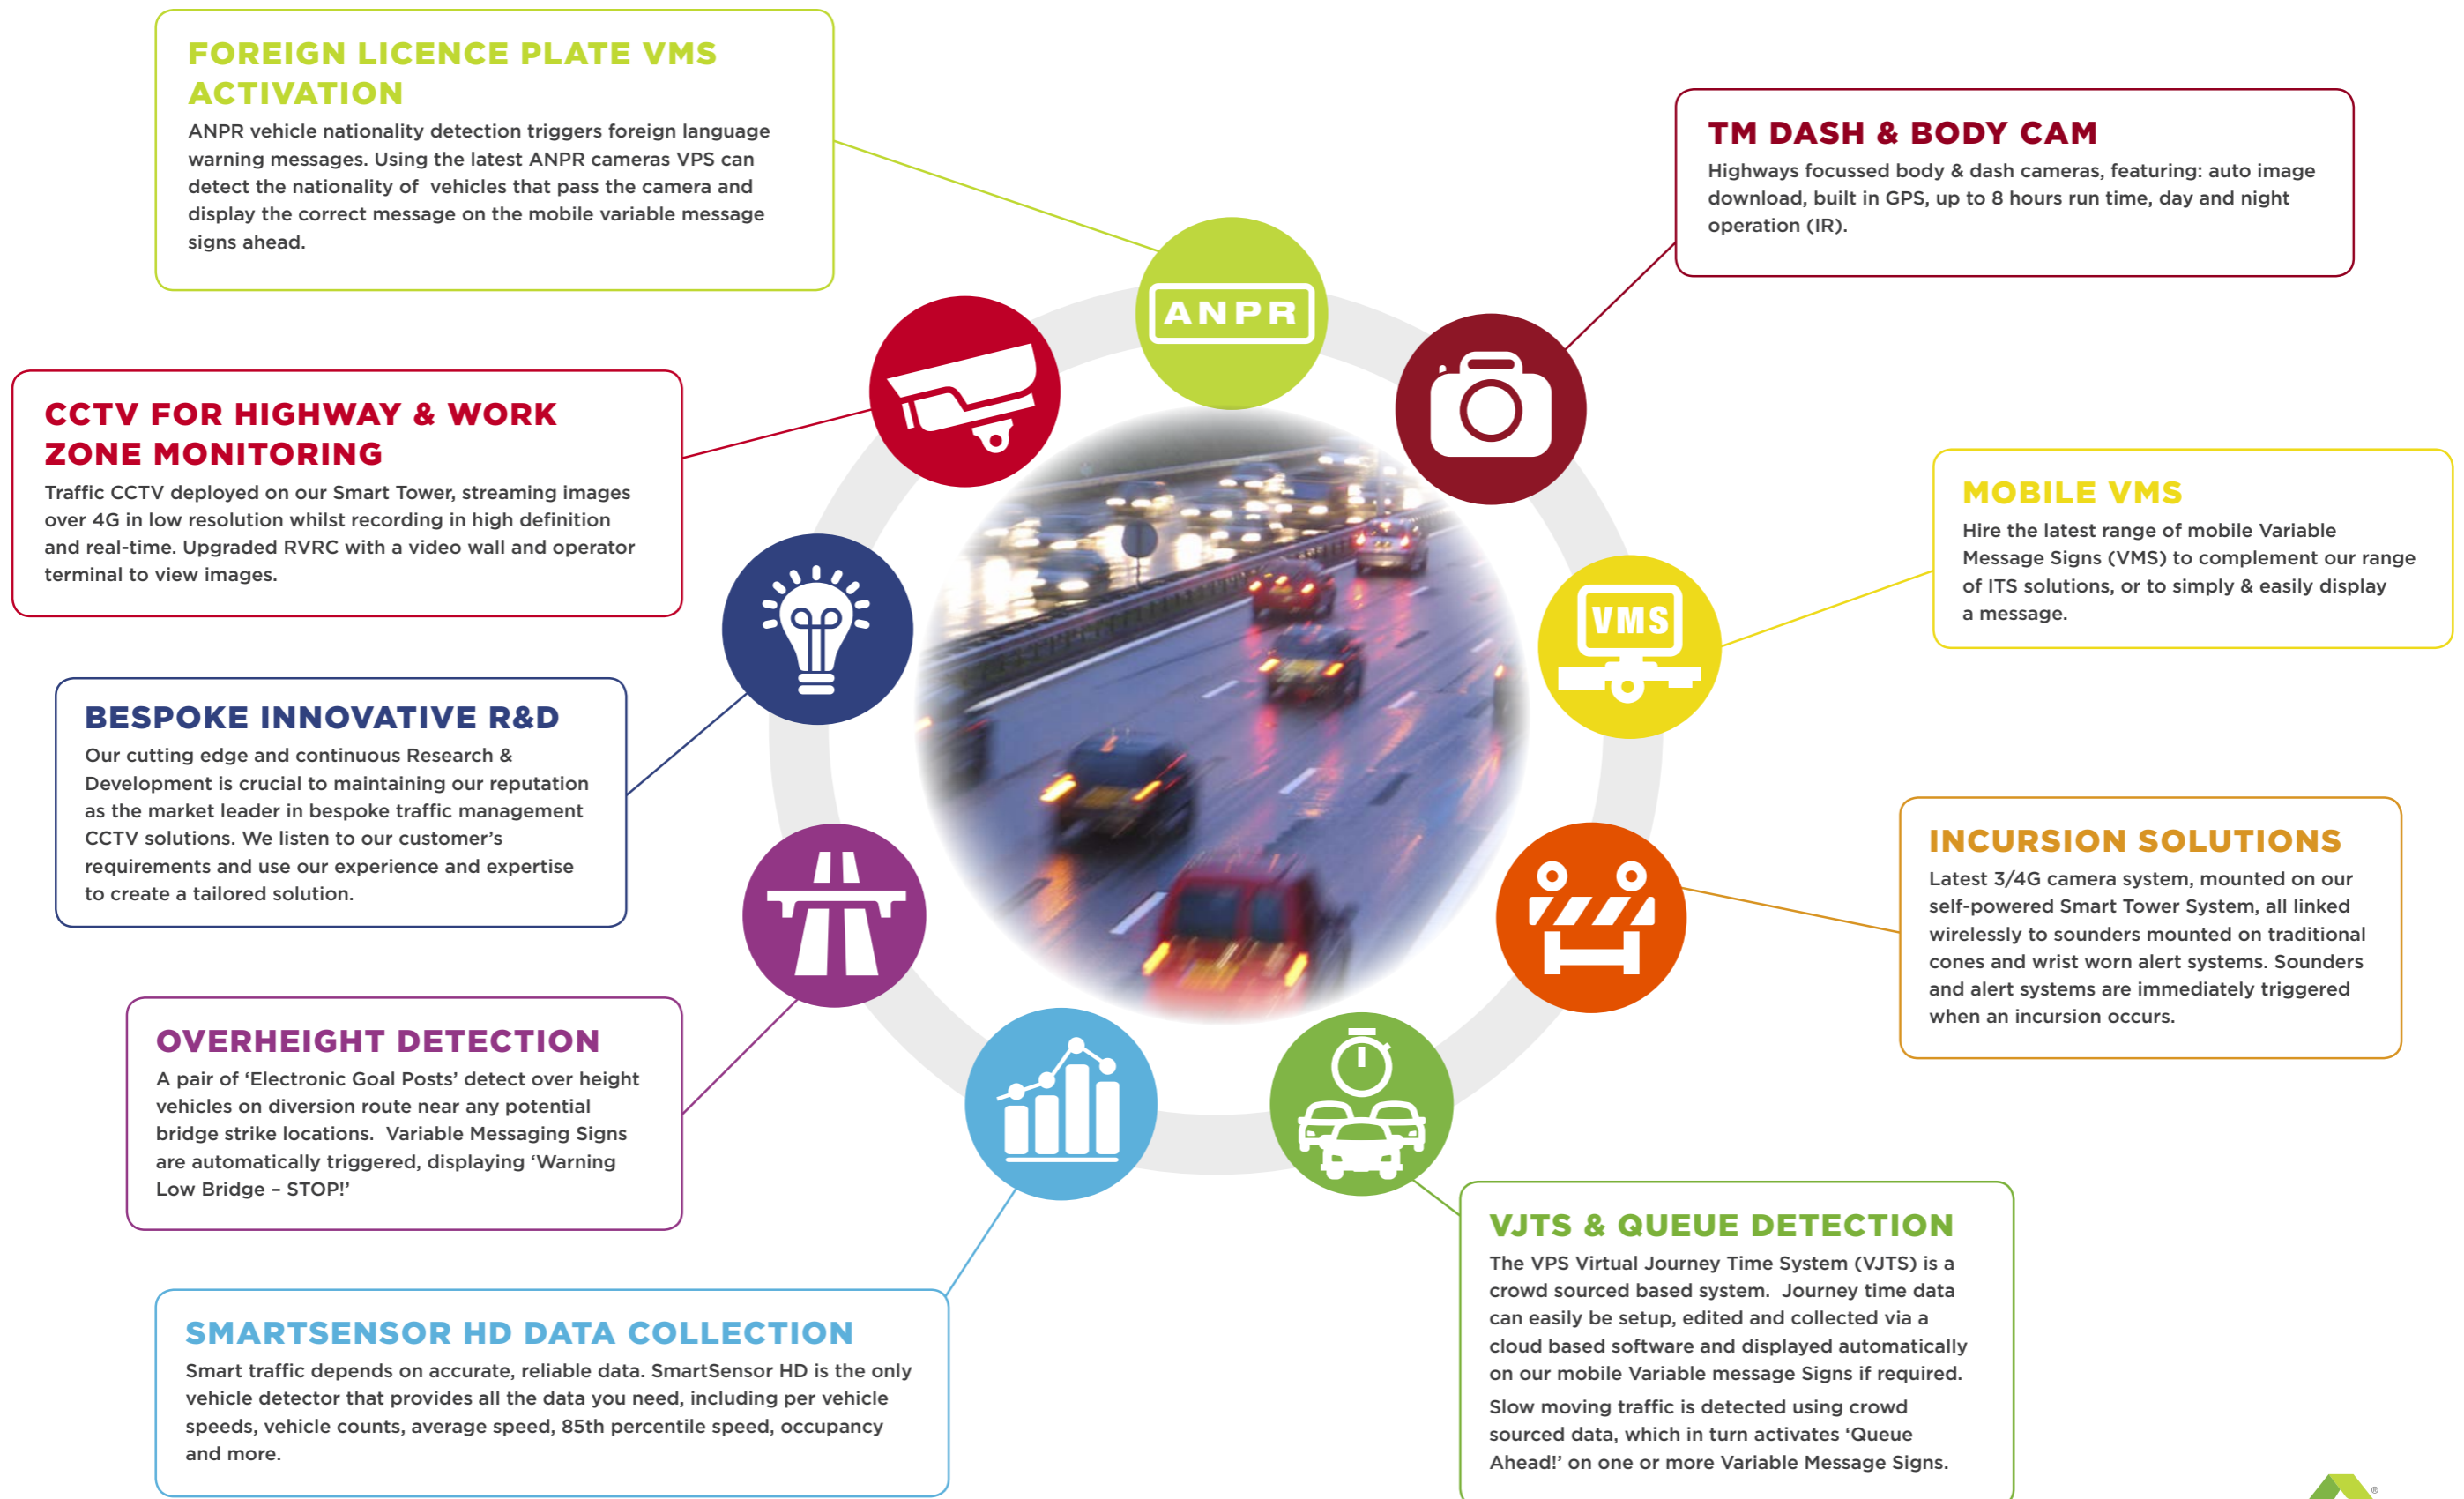 FOREIGN LICENCE PLATE VMS
ACTIVATION
ANPR vehicle nationality detection triggers foreign language
warning messages. Using the latest ANPR cameras VPS can
detect the nationality of  vehicles that pass the camera and
display the correct message on the mobile variable message
signs ahead.
TM DASH & BODY CAM
Highways focussed body & dash cameras, featuring: auto image
download, built in GPS, up to 8 hours run time, day and night
operation (IR).
ANPR
CCTV FOR HIGHWAY & WORK
ZONE MONITORING
Traffic CCTV deployed on our Smart Tower, streaming images
over 4G in low resolution whilst recording in high definition
and real-time. Upgraded RVRC with a video wall and operator
terminal to view images.
MOBILE VMS
Hire the latest range of mobile Variable
Message Signs (VMS) to complement our range
of ITS solutions, or to simply & easily display
a message.
VMS
BESPOKE INNOVATIVE R&D
Our cutting edge and continuous Research &
Development is crucial to maintaining our reputation
as the market leader in bespoke traffic management
CCTV solutions. We listen to our customer’s
requirements and use our experience and expertise
to create a tailored solution.
INCURSION SOLUTIONS
Latest 3/4G camera system, mounted on our
self-powered Smart Tower System, all linked
wirelessly to sounders mounted on traditional
cones and wrist worn alert systems. Sounders
and alert systems are immediately triggered
when an incursion occurs.
OVERHEIGHT DETECTION
A pair of ‘Electronic Goal Posts’ detect over height
vehicles on diversion route near any potential
bridge strike locations.  Variable Messaging Signs
are automatically triggered, displaying ‘Warning
Low Bridge – STOP!’
VJTS & QUEUE DETECTION
The VPS Virtual Journey Time System (VJTS) is a
crowd sourced based system.  Journey time data
can easily be setup, edited and collected via a
cloud based software and displayed automatically
on our mobile Variable message Signs if required.
Slow moving traffic is detected using crowd
sourced data, which in turn activates ‘Queue
Ahead!’ on one or more Variable Message Signs.
SMARTSENSOR HD DATA COLLECTION
Smart traffic depends on accurate, reliable data. SmartSensor HD is the only
vehicle detector that provides all the data you need, including per vehicle
speeds, vehicle counts, average speed, 85th percentile speed, occupancy
and more.
®